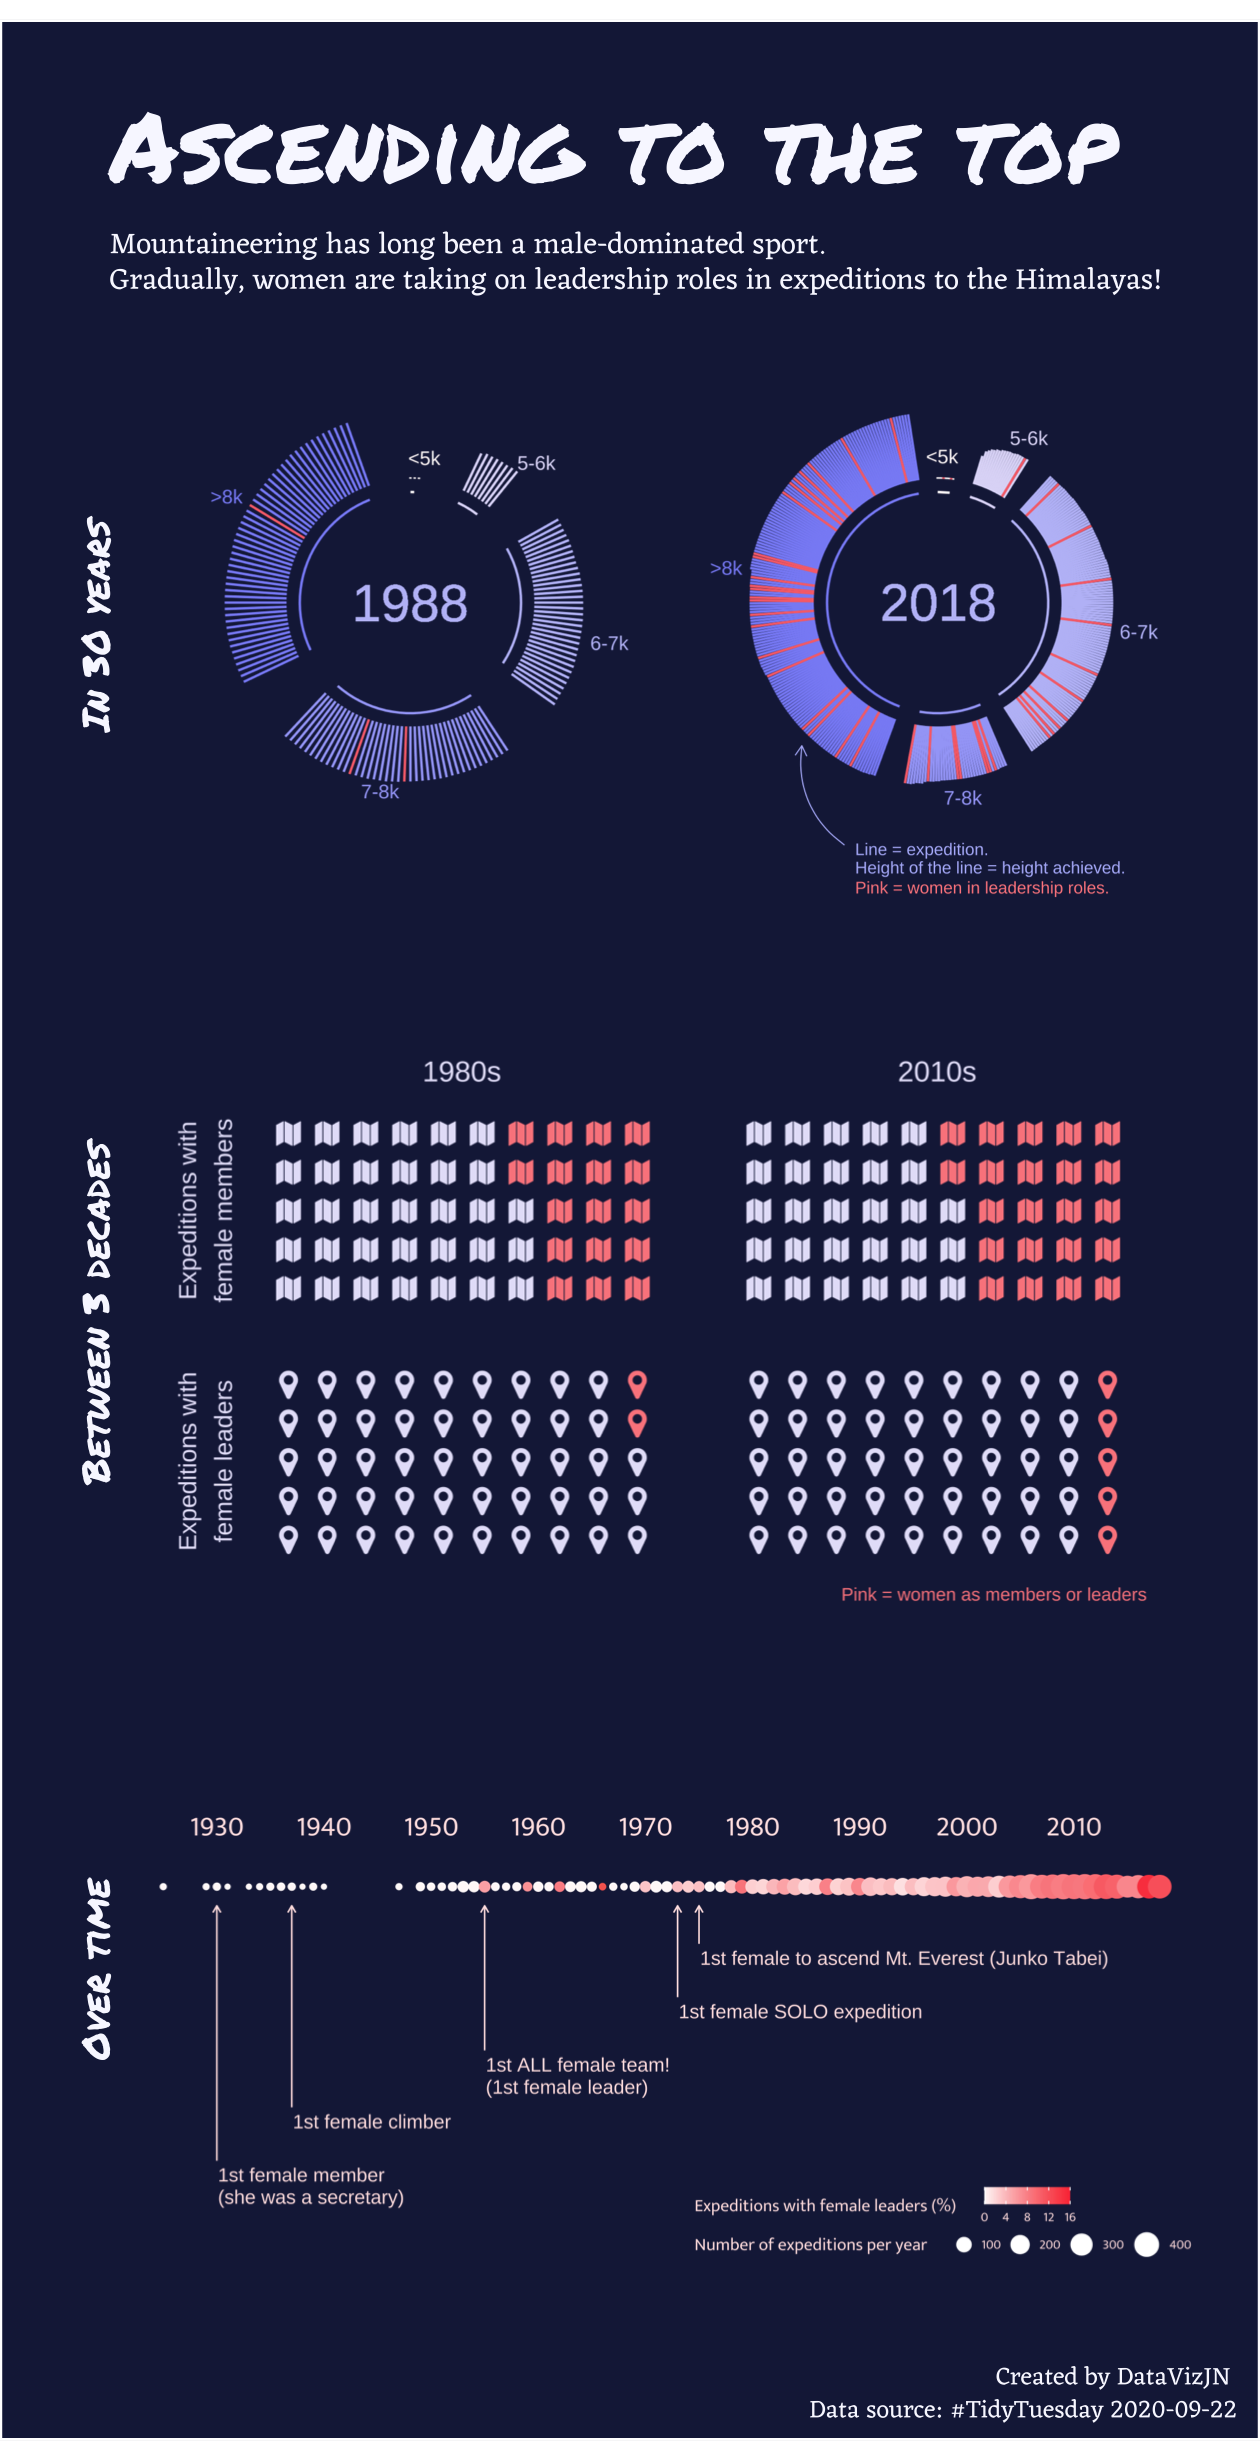 ASCENDING TO THE TOP
Mountaineering has long been a male-dominated sport.
Gradually, women are taking on leadership roles in expeditions to the Himalayas!
IN 30 YEARS
<5k
5-6k
>8k
1988
6-7k
7-8k
5-6k
<5k
>8k
2018
6-7k
7-8k
Line = expedition.
Height of the line = height achieved.
Pink = women in leadership roles.
BETWEEN 3 DECADES
1980s
2010s
Expeditions with
female members
Expeditions with
female leaders
Pink = women as members or leaders
OVER TIME
1930 1940 1950 1960 1970 1980 1990 2000 2010
1st female to ascend Mt. Everest (Junko Tabei)
1st female SOLO expedition
1st ALL female team!
(1st female leader)
1st female climber
1st female member
(she was a secretary)
Expeditions with female leaders (%)
0 4 8 12 16
Number of expeditions per year 100 200 300 400
Created by DataVizJN
Data source: #TidyTuesday 2020-09-22